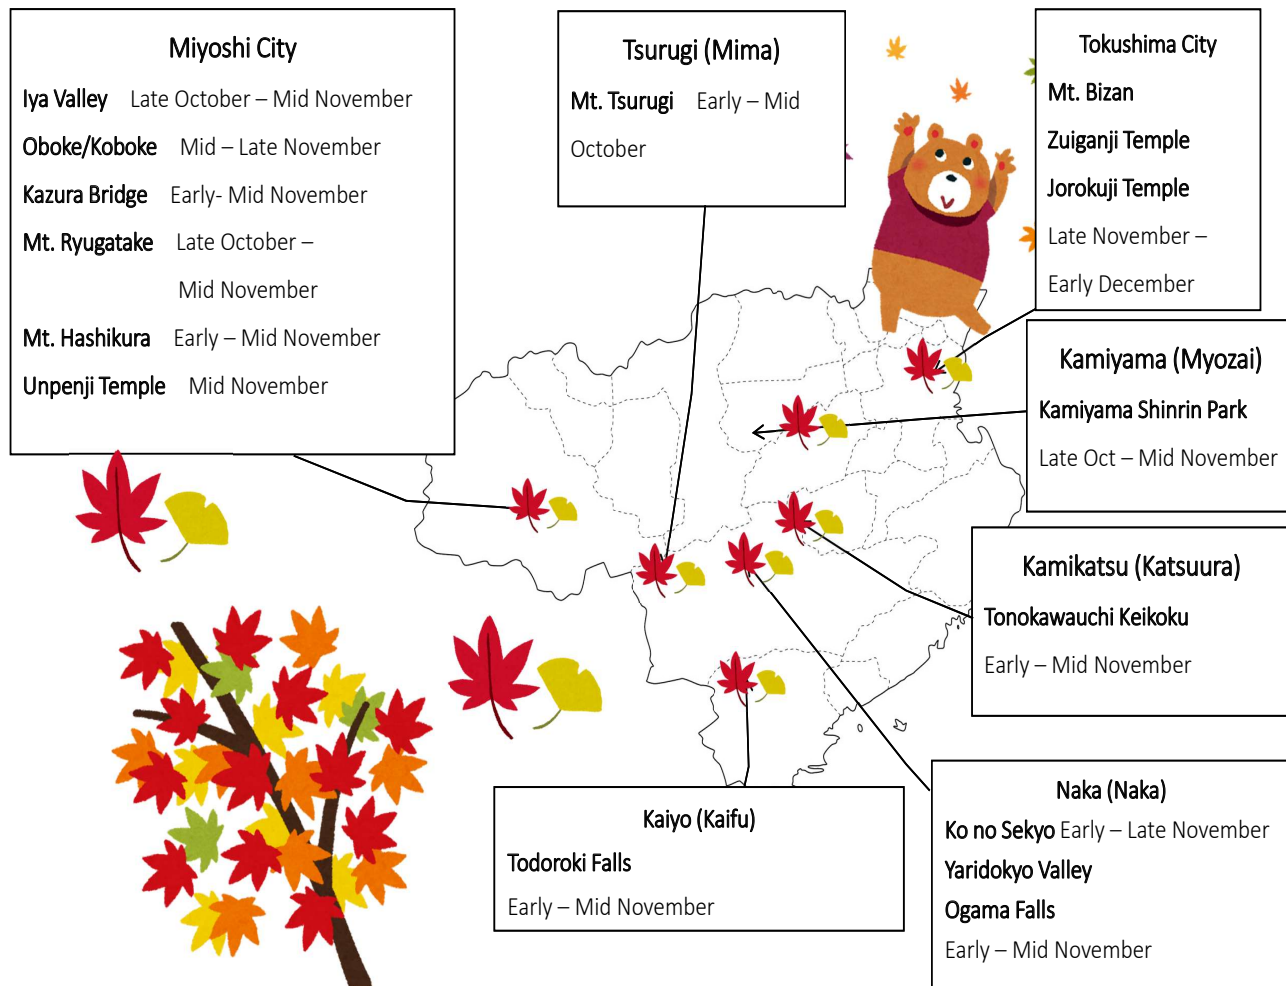 Miyoshi City
Iya Valley Late October – Mid November
Oboke/Koboke Mid – Late November
Kazura Bridge Early- Mid November
Mt. Ryugatake Late October –
Mid November
Mt. Hashikura Early – Mid November
Unpenji Temple Mid November
Tsurugi (Mima)
Mt. Tsurugi Early – Mid
October
Tokushima City
Mt. Bizan
Zuiganji Temple
Jorokuji Temple
Late November –
Early December
Kamiyama (Myozai)
Kamiyama Shinrin Park
Late Oct – Mid November
Kamikatsu (Katsuura)
Tonokawauchi Keikoku
Early – Mid November
Kaiyo (Kaifu)
Todoroki Falls
Early – Mid November
Naka (Naka)
Ko no Sekyo Early – Late November
Yaridokyo Valley
Ogama Falls
Early – Mid November